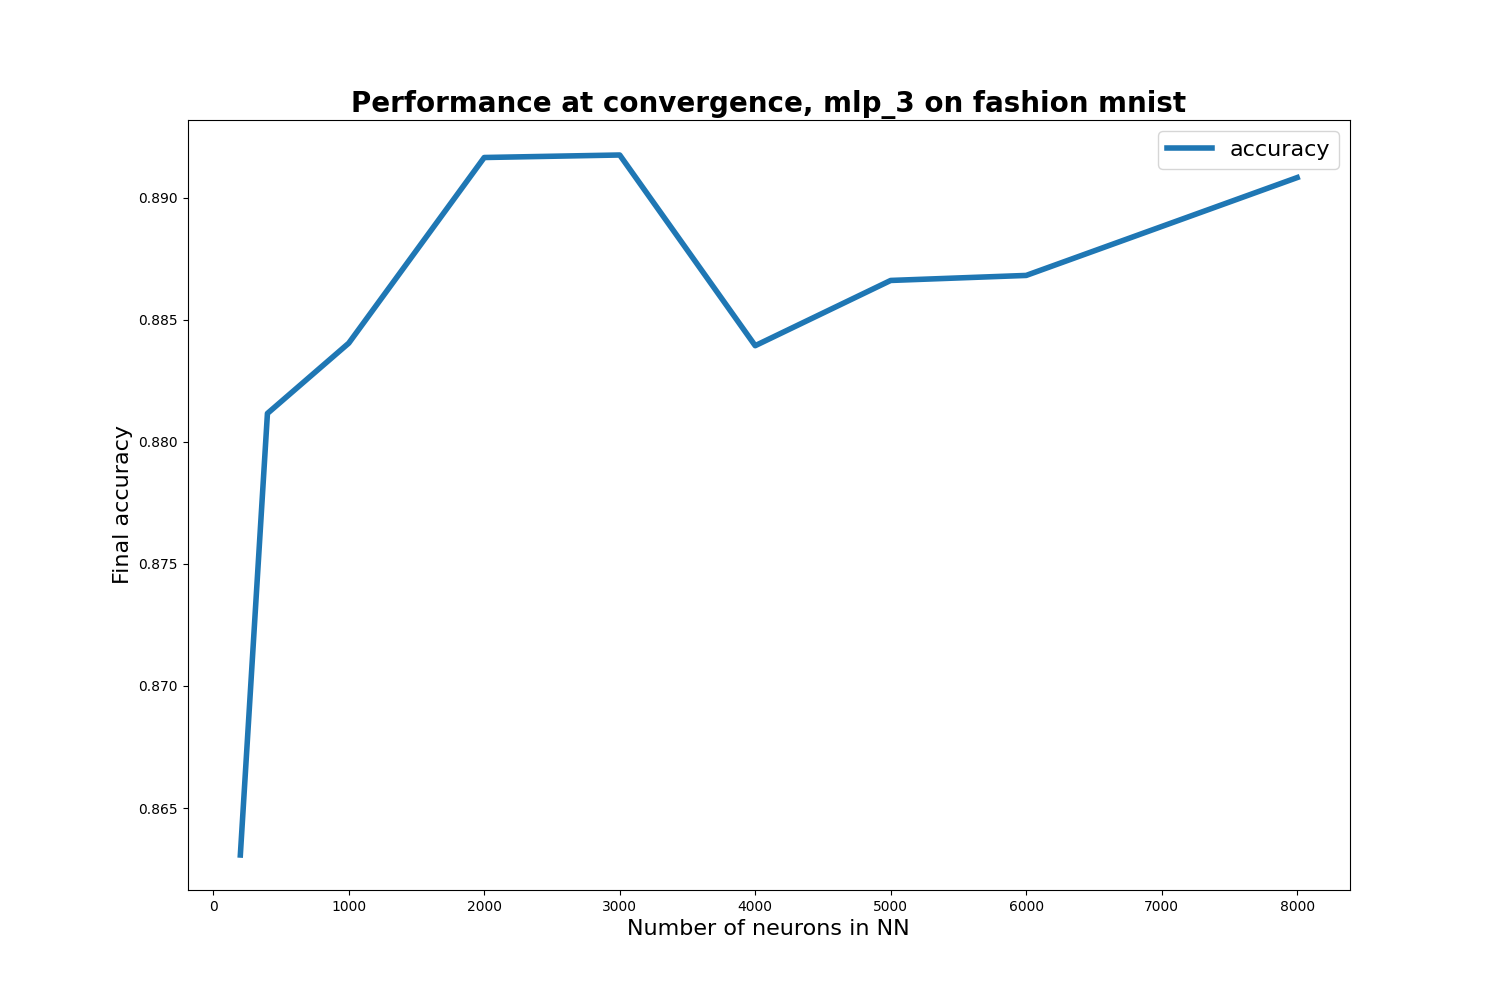 Performance at convergence, mlp_3 on fashion mnist
accuracy
Final accuracy
0.890
0.885
0.880
0.875
0.870
0.865
0 1000 2000 3000 4000 5000 6000 7000 8000
Number of neurons in NN